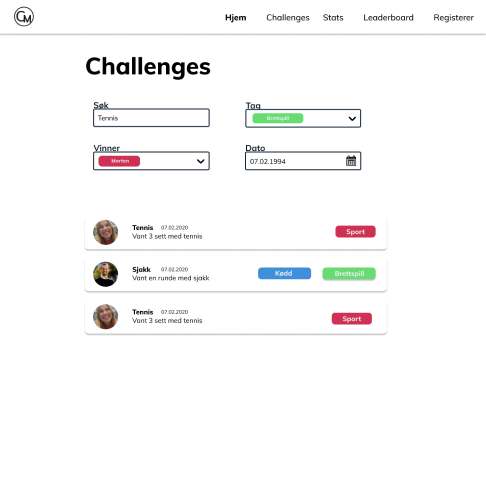 GM
Hjem Challenges Stats Leaderboard Registerer
Challenges
Søk Tag
Tennis Brettspill
Vinner Dato
Morten 07.02.1994
Tennis 07.02.2020
Vant 3 sett med tennis Sport
Sjakk 07.02.2020
Vant en runde med sjakk Kødd Brettspill
Tennis 07.02.2020
Vant 3 sett med tennis Sport